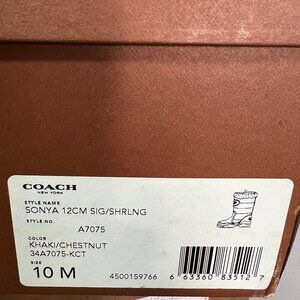 COACH
NEW YORK
STYLE NAME
SONYA 12CM SIG/SHRLNG
STYLE NO.
A7075
COLOR
KHAKI/CHESTNUT
34A7075-KCT
SIZE
10 M
4500159766
6 63360 83512 7